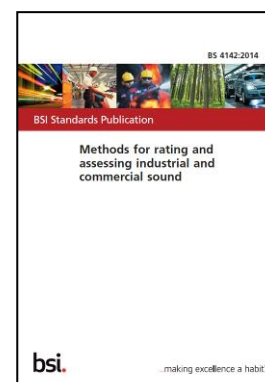 BS 4142:2014
BSI Standards Publication
Methods for rating and
assessing industrial and
commercial sound
bsi.
...making excellence a habit